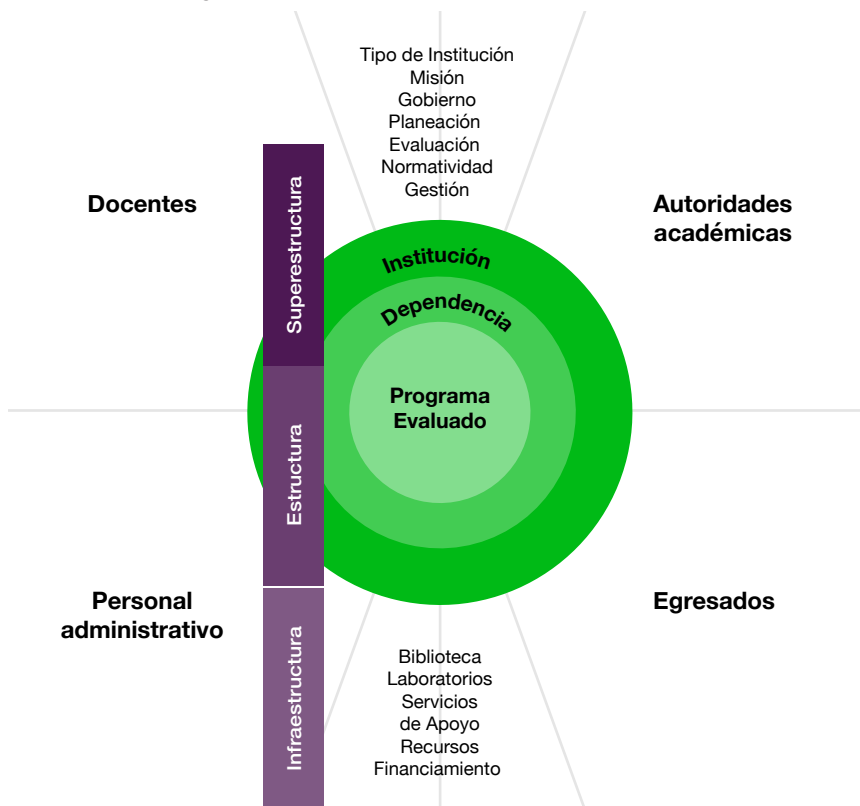 Tipo de Institución
Misión
Gobierno
Planeación
Evaluación
Normatividad
Gestión
Docentes
Autoridades
académicas
Superestructura
Institución
Dependencia
Programa
Evaluado
Estructura
Personal
administrativo
Egresados
Infraestructura
Biblioteca
Laboratorios
Servicios
de Apoyo
Recursos
Financiamiento